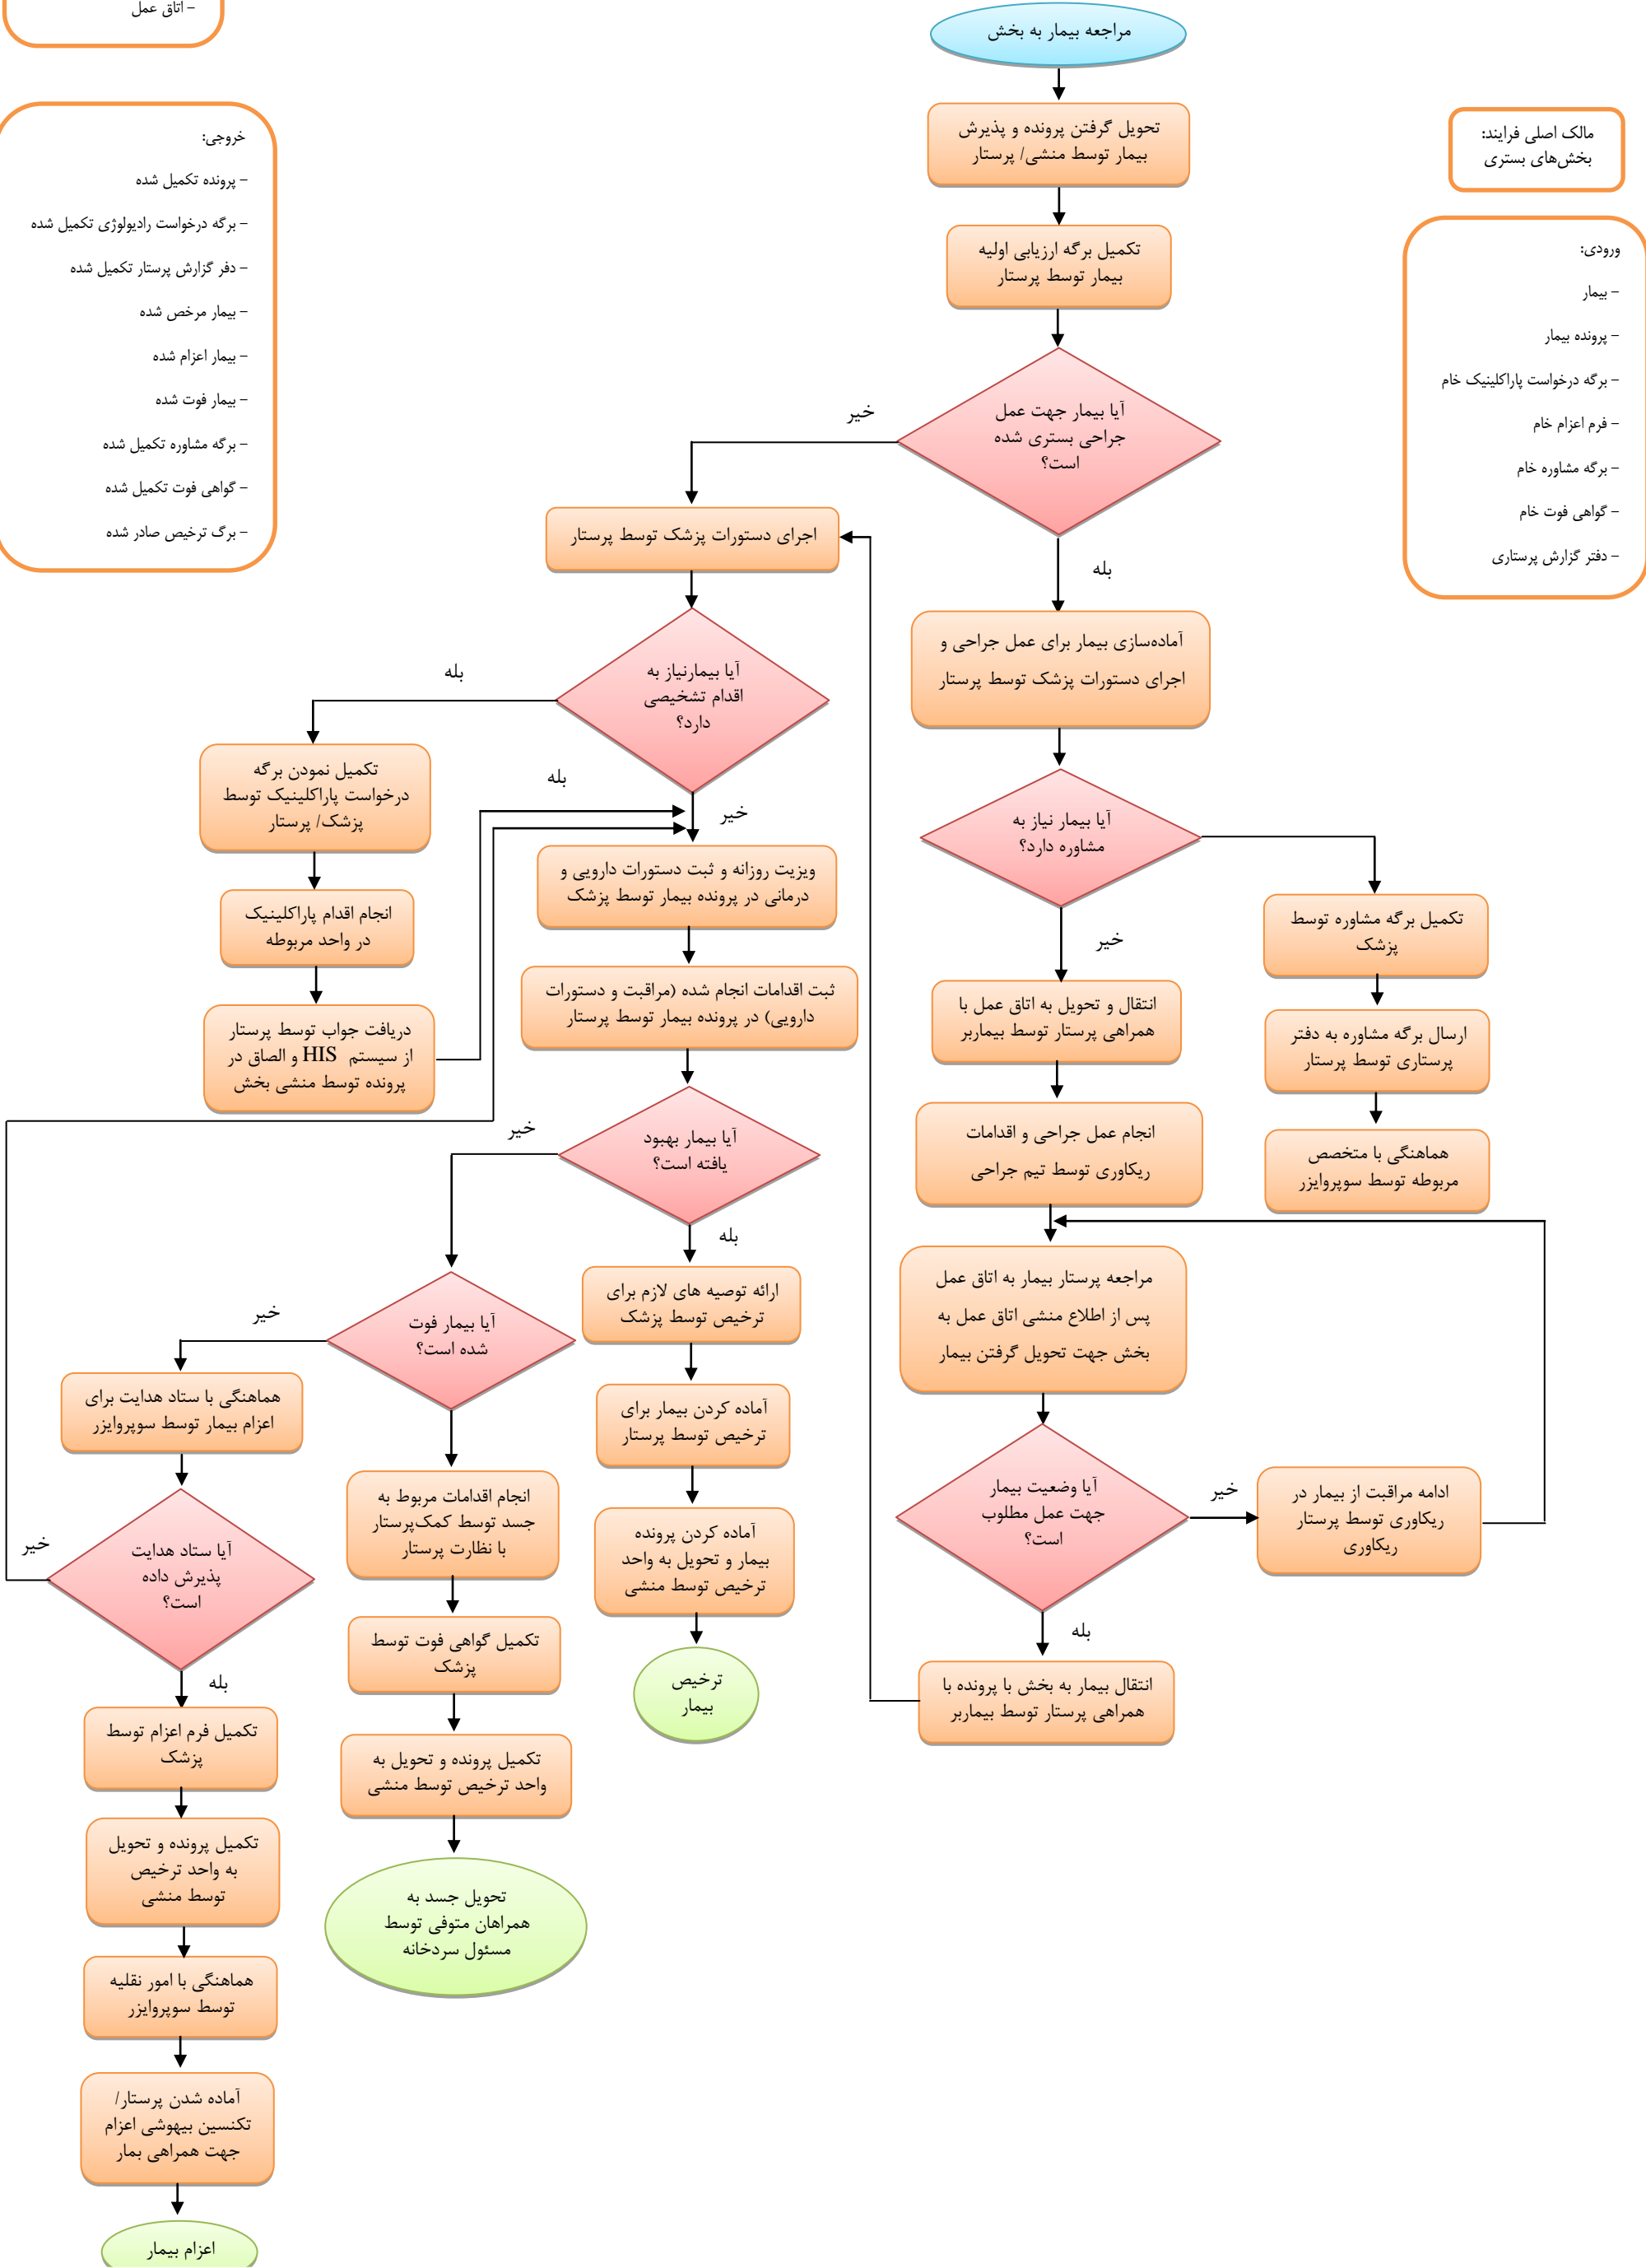 - اتاق عمل
مراجعه بیمار به بخش
مالک اصلی فرایند:
بخش‌های بستری
ورودی:
- بیمار
- پرونده بیمار
- برگه درخواست پاراکلینیک خام
- فرم اعزام خام
- برگه مشاوره خام
- گواهی فوت خام
- دفتر گزارش پرستاری
خروجی:
- پرونده تکمیل شده
- برگه درخواست رادیولوژی تکمیل شده
- دفر گزارش پرستار تکمیل شده
- بیمار مرخص شده
- بیمار اعزام شده
- بیمار فوت شده
- برگه مشاوره تکمیل شده
- گواهی فوت تکمیل شده
- برگ ترخیص صادر شده
تحویل گرفتن پرونده و پذیرش
بیمار توسط منشی/ پرستار
تکمیل برگه ارزیابی اولیه
بیمار توسط پرستار
آیا بیمار جهت عمل
جراحی بستری شده
است؟
خیر
بله
آماده‌سازی بیمار برای عمل جراحی و
اجرای دستورات پزشک توسط پرستار
آیا بیمار نیاز به
مشاوره دارد؟
خیر
تکمیل برگه مشاوره توسط
پزشک
ارسال برگه مشاوره به دفتر
پرستاری توسط پرستار
هماهنگی با متخصص
مربوطه توسط سوپروایزر
انتقال و تحویل به اتاق عمل با
همراهی پرستار توسط بیماربر
انجام عمل جراحی و اقدامات
ریکاوری توسط تیم جراحی
مراجعه پرستار بیمار به اتاق عمل
پس از اطلاع منشی اتاق عمل به
بخش جهت تحویل گرفتن بیمار
آیا وضعیت بیمار
جهت عمل مطلوب
است؟
خیر
ادامه مراقبت از بیمار در
ریکاوری توسط پرستار
ریکاوری
بله
انتقال بیمار به بخش با پرونده با
همراهی پرستار توسط بیماربر
اجرای دستورات پزشک توسط پرستار
آیا بیمارنیاز به
اقدام تشخیصی
دارد؟
بله
خیر
تکمیل نمودن برگه
درخواست پاراکلینیک توسط
پزشک/ پرستار
انجام اقدام پاراکلینیک
در واحد مربوطه
دریافت جواب توسط پرستار
از سیستم HIS و الصاق در
پرونده توسط منشی بخش
بله
ویزیت روزانه و ثبت دستورات دارویی و
درمانی در پرونده بیمار توسط پزشک
ثبت اقدامات انجام شده (مراقبت و دستورات
دارویی) در پرونده بیمار توسط پرستار
آیا بیمار بهبود
یافته است؟
خیر
بله
ارائه توصیه های لازم برای
ترخیص توسط پزشک
آماده کردن بیمار برای
ترخیص توسط پرستار
آماده کردن پرونده
بیمار و تحویل به واحد
ترخیص توسط منشی
ترخیص
بیمار
آیا بیمار فوت
شده است؟
خیر
انجام اقدامات مربوط به
جسد توسط کمک‌پرستار
با نظارت پرستار
تکمیل گواهی فوت توسط
پزشک
تکمیل پرونده و تحویل به
واحد ترخیص توسط منشی
تحویل جسد به
همراهان متوفی توسط
مسئول سردخانه
هماهنگی با ستاد هدایت برای
اعزام بیمار توسط سوپروایزر
آیا ستاد هدایت
پذیرش داده
است؟
خیر
بله
تکمیل فرم اعزام توسط
پزشک
تکمیل پرونده و تحویل
به واحد ترخیص
توسط منشی
هماهنگی با امور نقلیه
توسط سوپروایزر
آماده شدن پرستار/
تکنسین بیهوشی اعزام
جهت همراهی بمار
اعزام بیمار